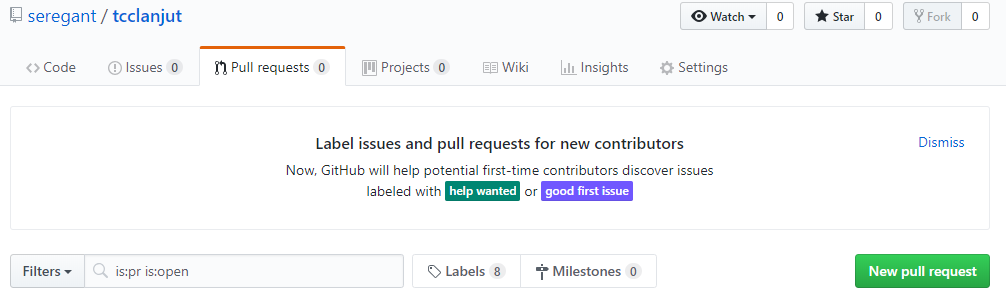 seregant / tcclanjut Watch 0 Star 0 Fork 0
Code Issues 0 Pull requests 0 Projects 0 Wiki Insights Settings
Label issues and pull requests for new contributors Dismiss
Now, GitHub will help potential first-time contributors discover issues
labeled with help wanted or good first issue
Filters is:pr is:open Labels 8 Milestones 0 New pull request